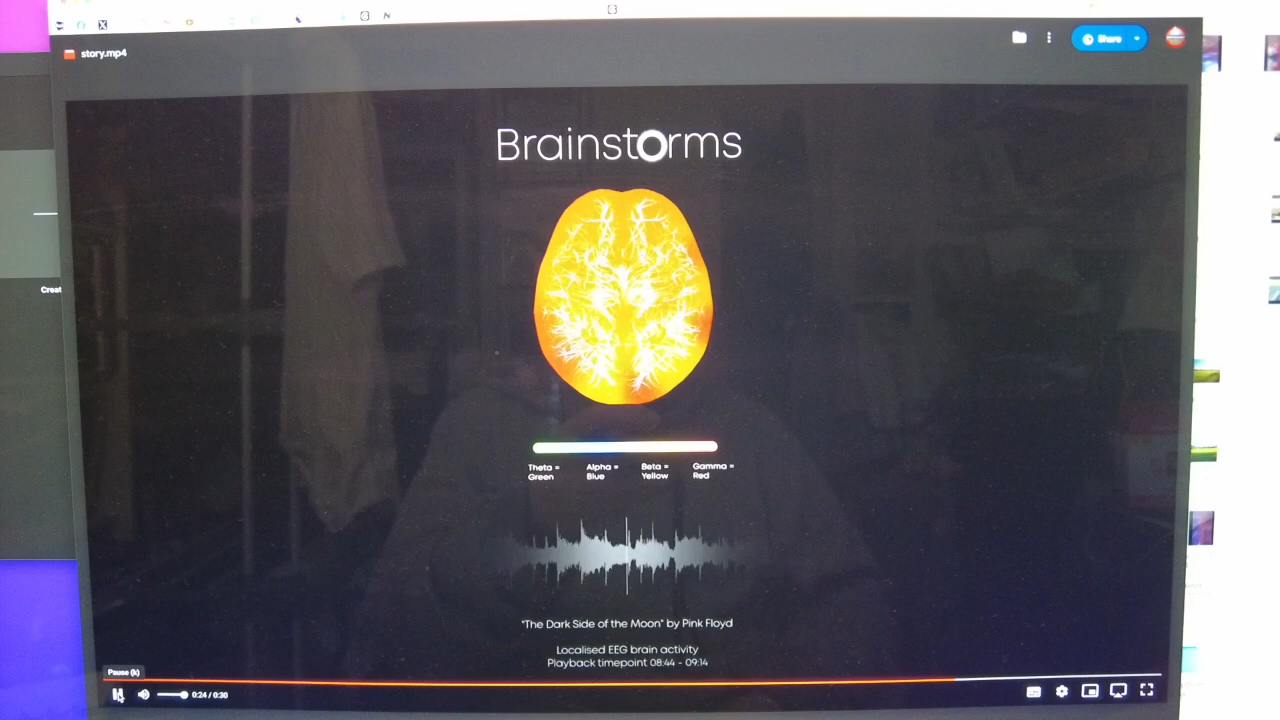 story.mp4
Share
Brainstorms
Theta =
Green
Alpha =
Blue
Beta =
Yellow
Gamma =
Red
"The Dark Side of the Moon" by Pink Floyd
Localised EEG brain activity
Playback timepoint 08:44 - 09:14
Pause (k)
0:24 / 0:30
Creat